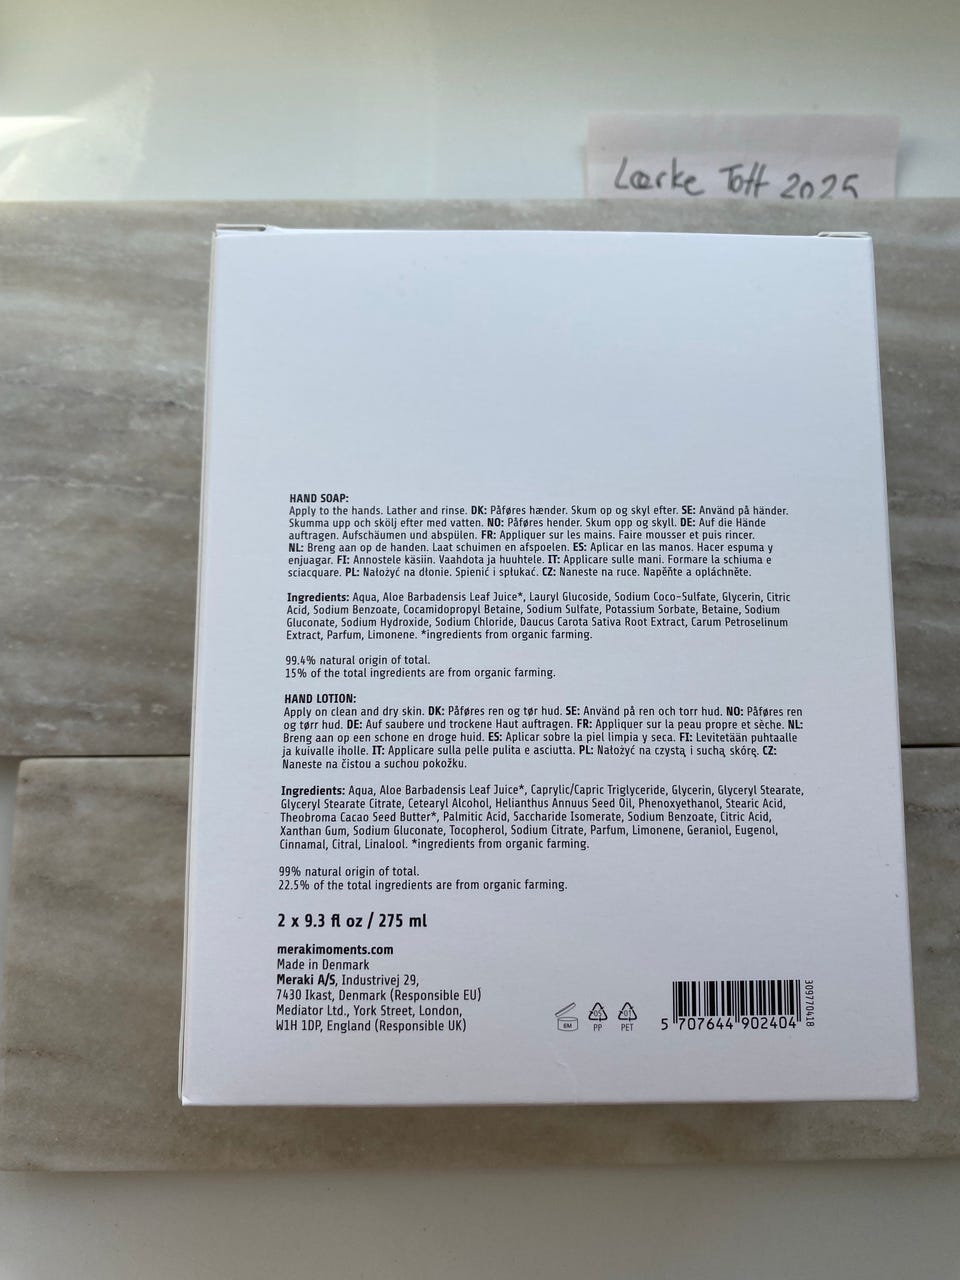 Lærke Toft 2025
HAND SOAP:
Apply to the hands. Lather and rinse. DK: Påføres hænder. Skum op og skyl efter. SE: Använd på händer.
Skumma upp och skölj efter med vatten. NO: Påføres hender. Skum opp og skyll. DE: Auf die Hände
auftragen. Aufschäumen und abspülen. FR: Appliquer sur les mains. Faire mousser et puis rincer.
NL: Breng aan op de handen. Laat schuimen en afspoelen. ES: Aplicar en las manos. Hacer espuma y
enjuagar. FI: Annostele käsiin. Vaahdota ja huuhtele. IT: Applicare sulle mani. Formare la schiuma e
sciacquare. PL: Nałożyć na dłonie. Spienić i spłukać. CZ: Naneste na ruce. Napěňte a opláchněte.
Ingredients: Aqua, Aloe Barbadensis Leaf Juice*, Lauryl Glucoside, Sodium Coco-Sulfate, Glycerin, Citric
Acid, Sodium Benzoate, Cocamidopropyl Betaine, Sodium Sulfate, Potassium Sorbate, Betaine, Sodium
Gluconate, Sodium Hydroxide, Sodium Chloride, Daucus Carota Sativa Root Extract, Carum Petroselinum
Extract, Parfum, Limonene. *ingredients from organic farming.
99.4% natural origin of total.
15% of the total ingredients are from organic farming.
HAND LOTION:
Apply on clean and dry skin. DK: Påføres ren og tør hud. SE: Använd på ren och torr hud. NO: Påføres ren
og tørr hud. DE: Auf saubere und trockene Haut auftragen. FR: Appliquer sur la peau propre et sèche. NL:
Breng aan op een schone en droge huid. ES: Aplicar sobre la piel limpia y seca. FI: Levitetään puhtaalle
ja kuivalle iholle. IT: Applicare sulla pelle pulita e asciutta. PL: Nałożyć na czystą i suchą skórę. CZ:
Naneste na čistou a suchou pokožku.
Ingredients: Aqua, Aloe Barbadensis Leaf Juice*, Caprylic/Capric Triglyceride, Glycerin, Glyceryl Stearate,
Glyceryl Stearate Citrate, Cetearyl Alcohol, Helianthus Annuus Seed Oil, Phenoxyethanol, Stearic Acid,
Theobroma Cacao Seed Butter*, Palmitic Acid, Saccharide Isomerate, Sodium Benzoate, Citric Acid,
Xanthan Gum, Sodium Gluconate, Tocopherol, Sodium Citrate, Parfum, Limonene, Geraniol, Eugenol,
Cinnamal, Citral, Linalool. *ingredients from organic farming.
99% natural origin of total.
22.5% of the total ingredients are from organic farming.
2 x 9.3 fl oz / 275 ml
merakimoments.com
Made in Denmark
Meraki A/S, Industrivej 29,
7430 Ikast, Denmark (Responsible EU)
Mediator Ltd., York Street, London,
W1H 1DP, England (Responsible UK)
6M
05
PP
01
PET
5 707644 902404
309770418